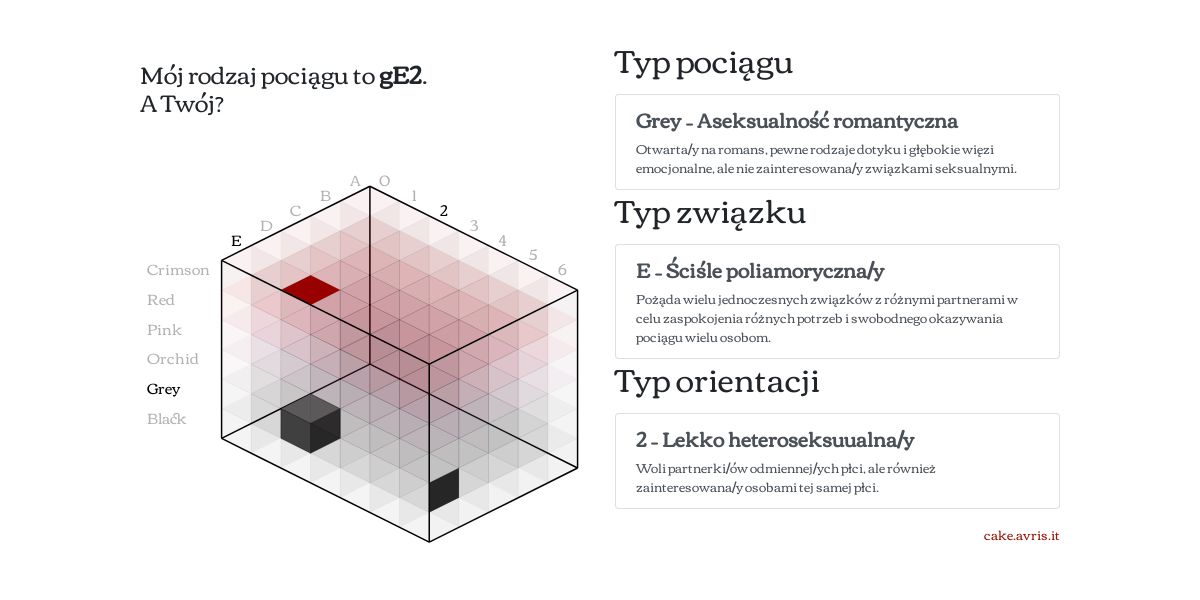 Mój rodzaj pociągu to gE2.
A Twój?
A
B
C
D
E
0
1
2
3
4
5
6
Crimson
Red
Pink
Orchid
Grey
Black
Typ pociągu
Grey – Aseksualność romantyczna
Otwarta/y na romans, pewne rodzaje dotyku i głębokie więzi
emocjonalne, ale nie zainteresowana/y związkami seksualnymi.
Typ związku
E – Ściśle poliamoryczna/y
Pożąda wielu jednoczesnych związków z różnymi partnerami w
celu zaspokojenia różnych potrzeb i swobodnego okazywania
pociągu wielu osobom.
Typ orientacji
2 – Lekko heteroseksuualna/y
Woli partnerki/ów odmiennej/ych płci, ale również
zainteresowana/y osobami tej samej płci.
cake.avris.it